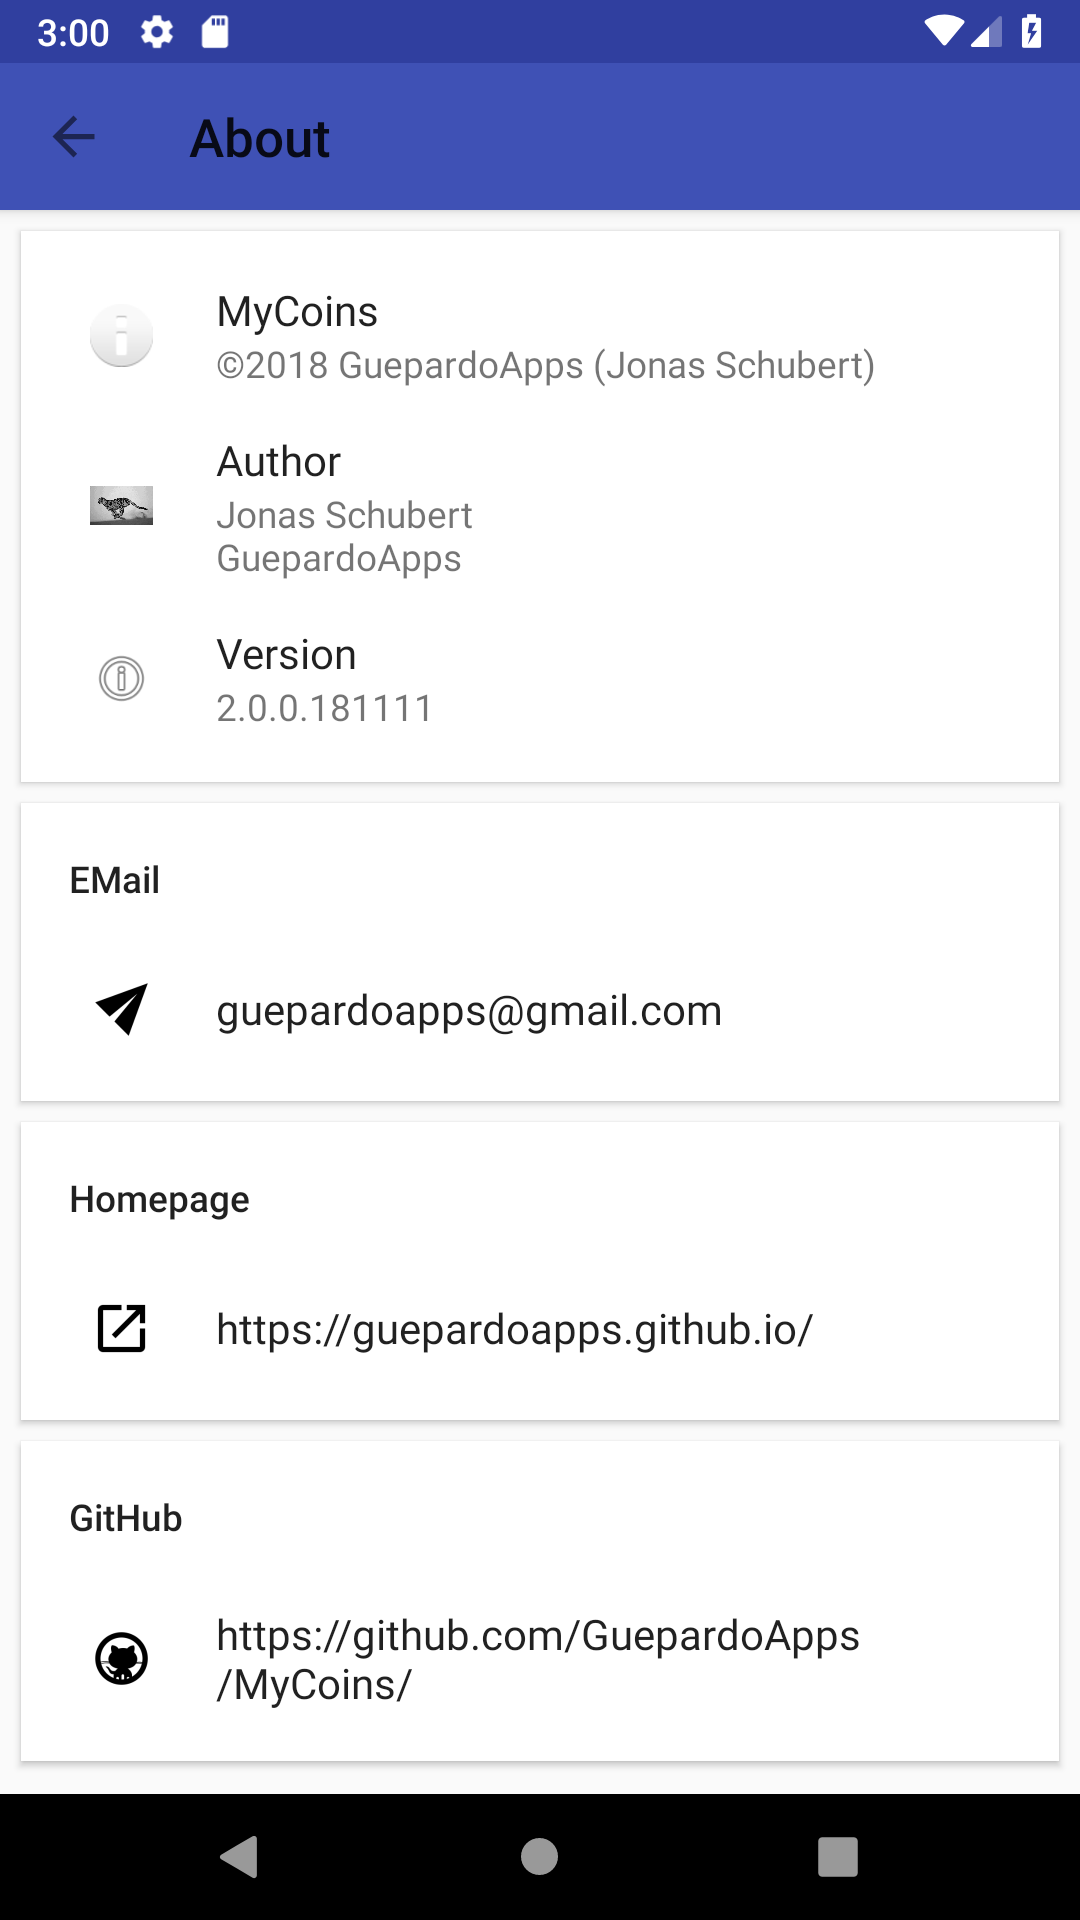 3:00
About
MyCoins
©2018 GuepardoApps (Jonas Schubert)
Author
Jonas Schubert
GuepardoApps
Version
2.0.0.181111
EMail
guepardoapps@gmail.com
Homepage
https://guepardoapps.github.io/
GitHub
https://github.com/GuepardoApps
/MyCoins/